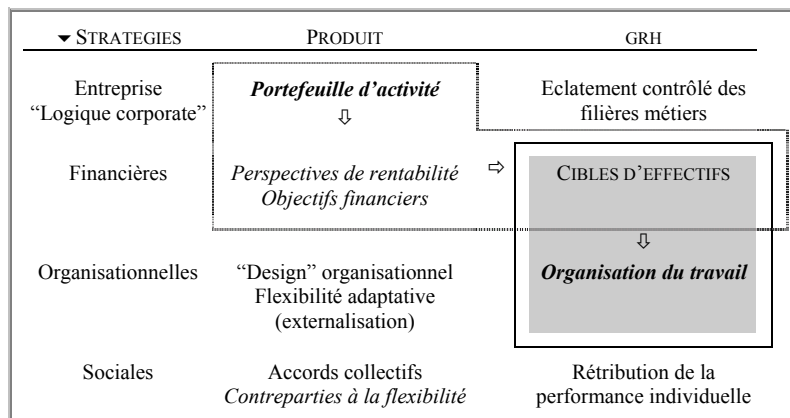 ▾ STRATEGIES PRODUIT GRH
Entreprise Portefeuille d’activité Eclatement contrôlé des
“Logique corporate” ⇩ filières métiers
Financières Perspectives de rentabilité ⇨ CIBLES D’EFFECTIFS
Objectifs financiers
⇩
Organisationnelles “Design” organisationnel Organisation du travail
Flexibilité adaptative
(externalisation)
Sociales Accords collectifs Rétribution de la
Contreparties à la flexibilité performance individuelle